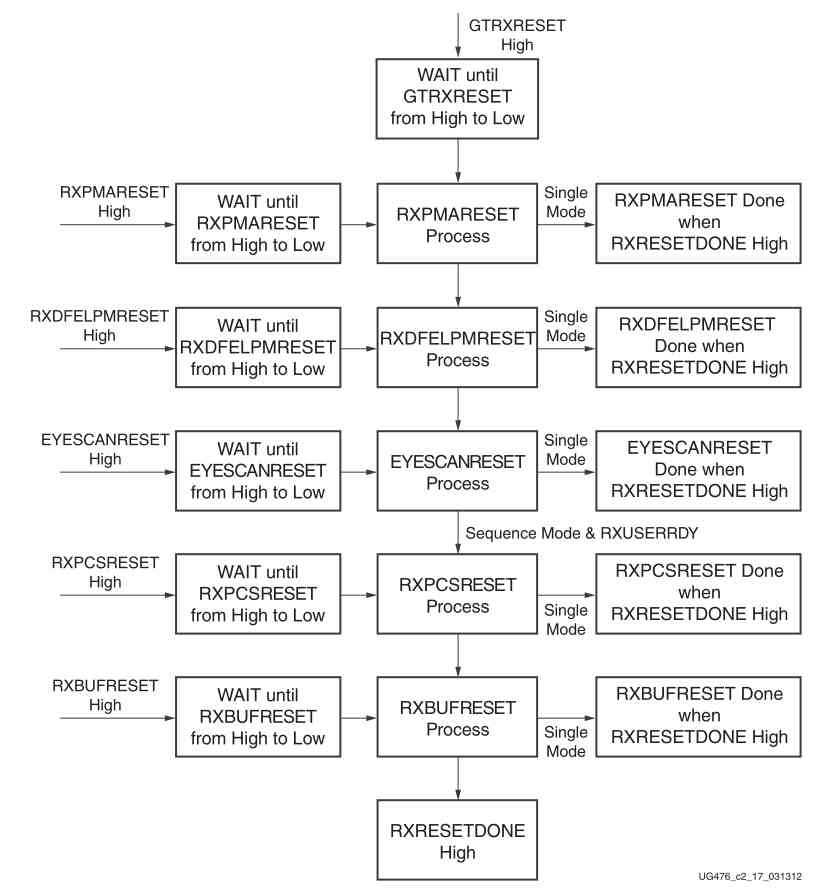 GTRXRESET
High
WAIT until
GTRXRESET
from High to Low
RXPMARESET
High
WAIT until
RXPMARESET
from High to Low
RXPMARESET
Process
Single
Mode
RXPMARESET Done
when
RXRESETDONE High
RXDFELPMRESET
High
WAIT until
RXDFELPMRESET
from High to Low
RXDFELPMRESET
Process
Single
Mode
RXDFELPMRESET
Done when
RXRESETDONE High
EYESCANRESET
High
WAIT until
EYESCANRESET
from High to Low
EYESCANRESET
Process
Single
Mode
EYESCANRESET
Done when
RXRESETDONE High
Sequence Mode & RXUSERRDY
RXPCSRESET
High
WAIT until
RXPCSRESET
from High to Low
RXPCSRESET
Process
Single
Mode
RXPCSRESET Done
when
RXRESETDONE High
RXBUFRESET
High
WAIT until
RXBUFRESET
from High to Low
RXBUFRESET
Process
Single
Mode
RXBUFRESET Done
when
RXRESETDONE High
RXRESETDONE
High
UG476_c2_17_031312